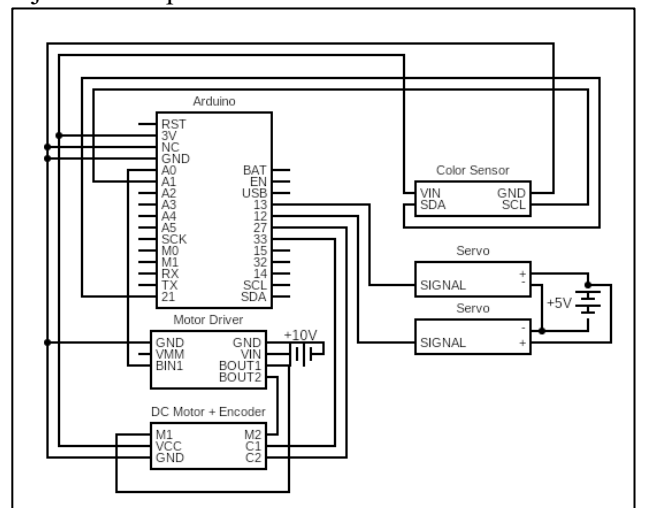 Arduino
RST
3V
NC
GND
A0 BAT
A1 EN
A2 USB
A3 13
A4 12
A5 27
SCK 33
M0 15
M1 32
RX 14
TX SCL
21 SDA
Color Sensor
VIN GND
SDA SCL
Servo
+
SIGNAL -
+5V
Servo
-
SIGNAL +
Motor Driver
+10V
GND GND
VMM VIN
BIN1 BOUT1
BOUT2
DC Motor + Encoder
M1 M2
VCC C1
GND C2